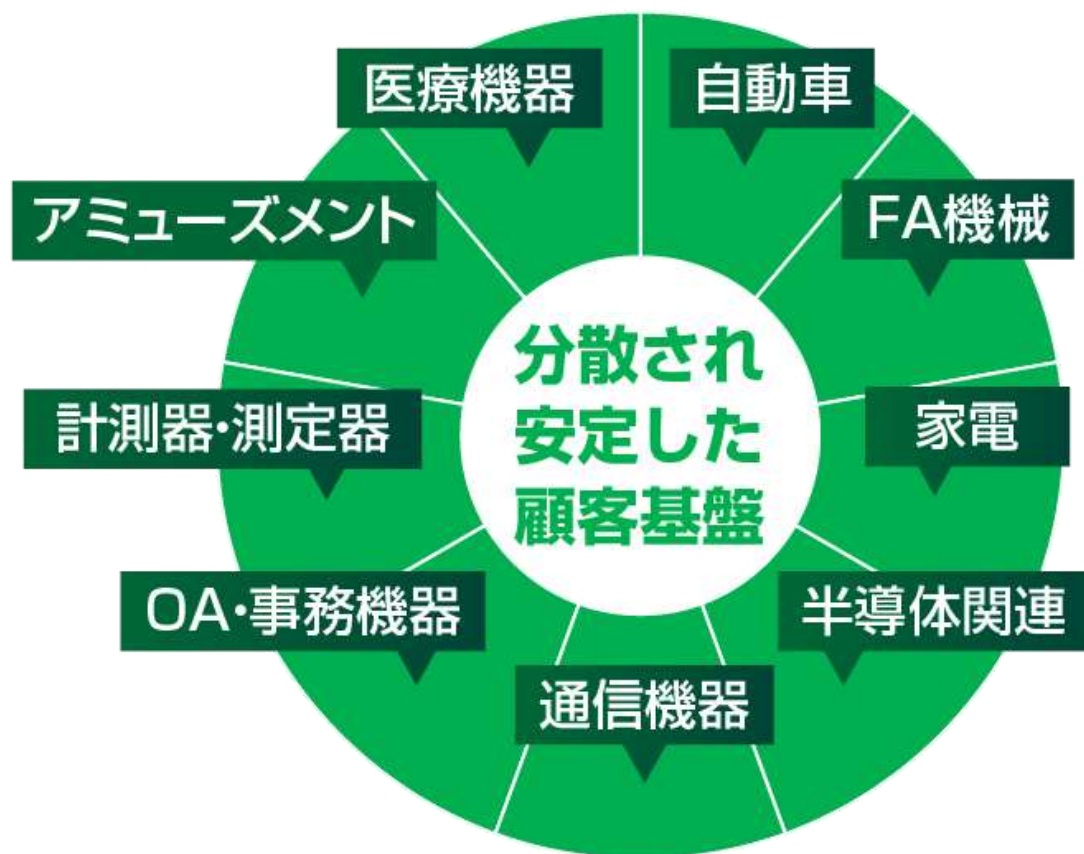 医療機器
自動車
アミューズメント
FA機械
分散され
安定した
顧客基盤
計測器・測定器
家電
OA・事務機器
半導体関連
通信機器